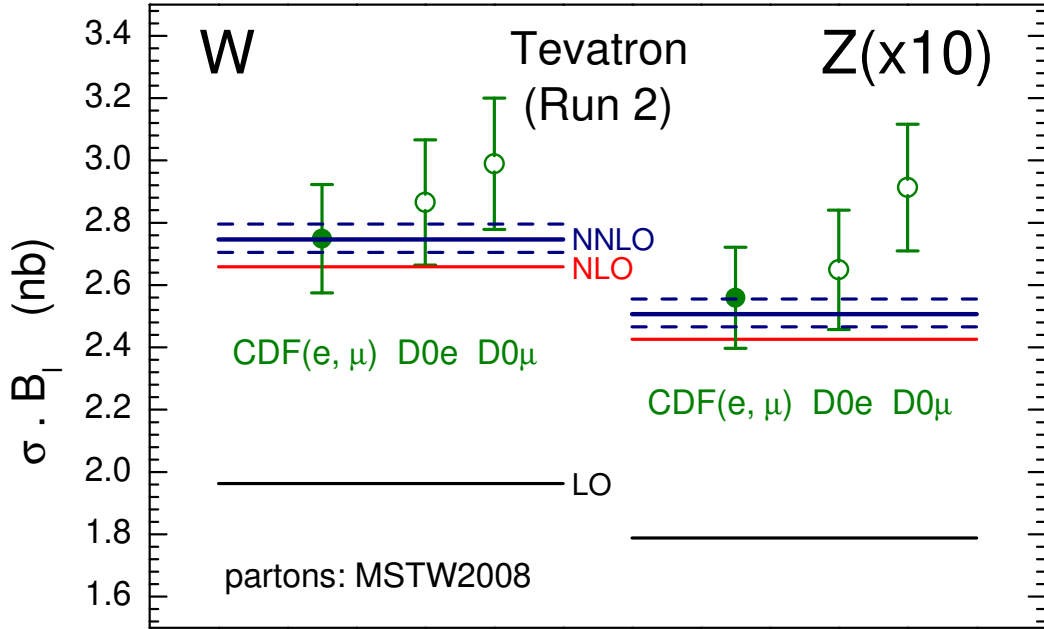 W
Tevatron
(Run 2)
Z(x10)
σ . B_l (nb)
3.4
3.2
3.0
2.8
2.6
2.4
2.2
2.0
1.8
1.6
NNLO
NLO
CDF(e, μ) D0e D0μ
CDF(e, μ) D0e D0μ
LO
partons: MSTW2008